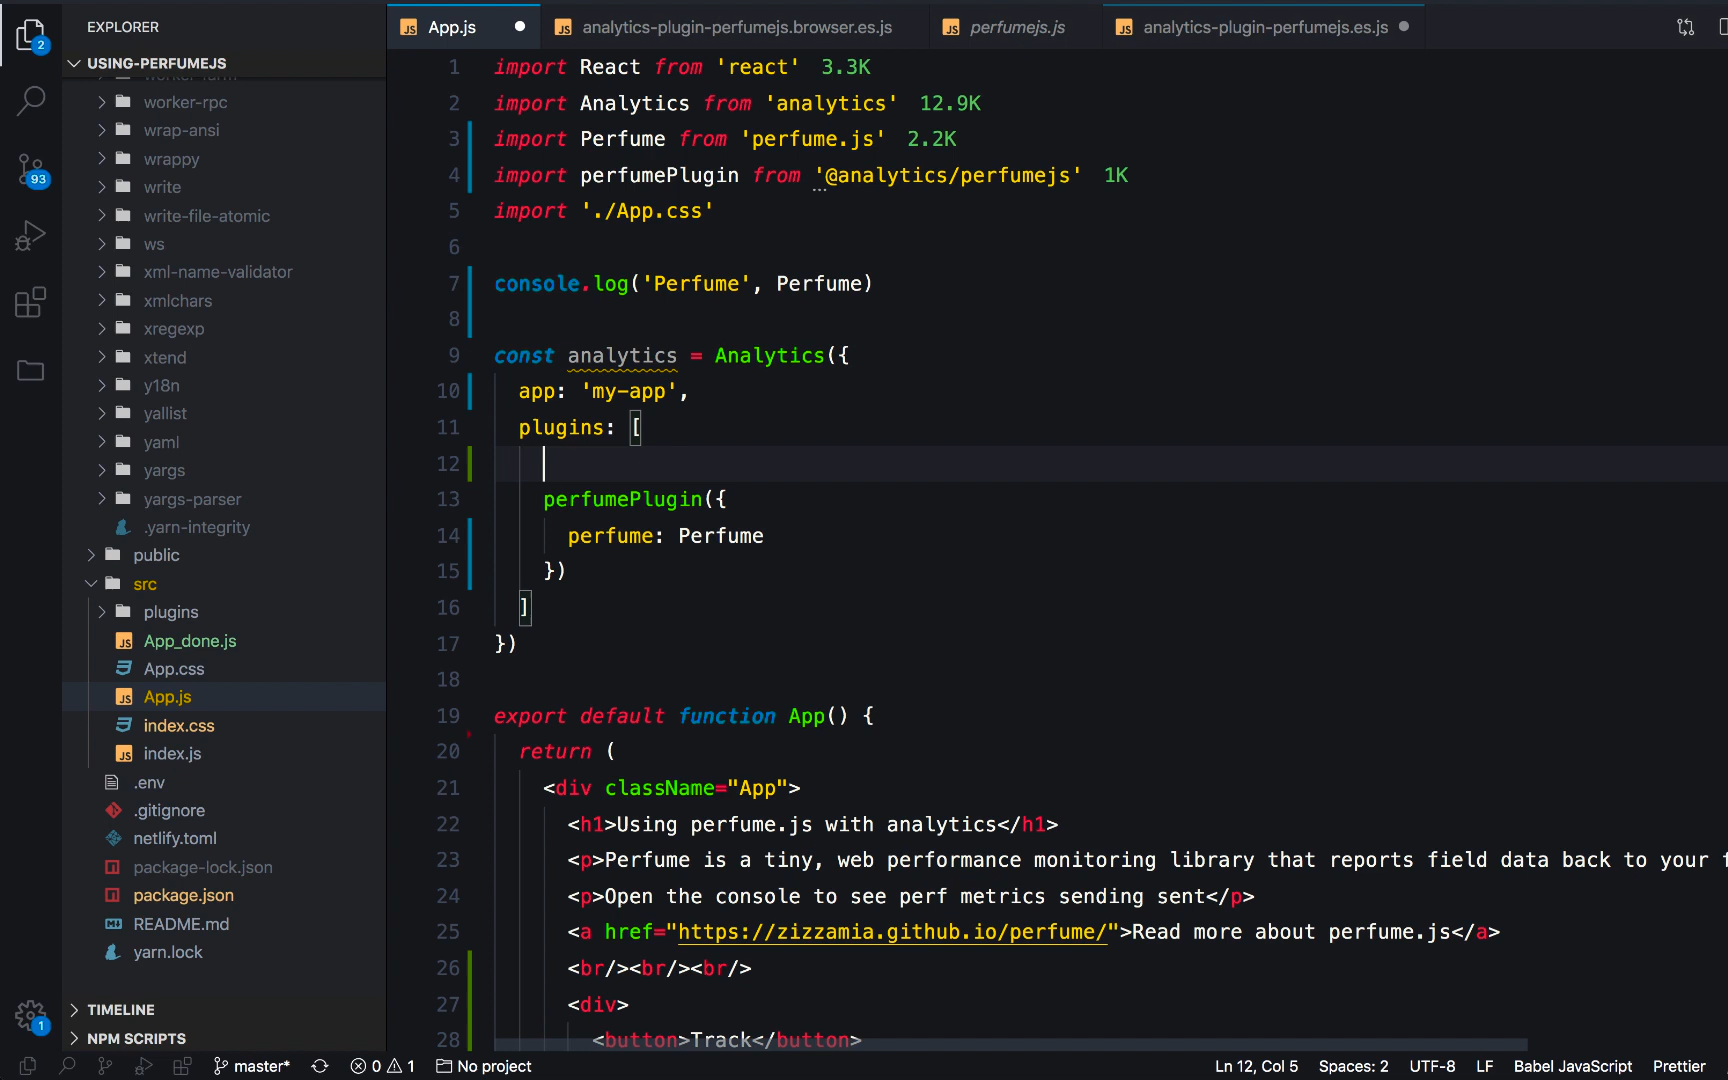 EXPLORER
App.js
analytics-plugin-perfumejs.browser.es.js
perfumejs.js
analytics-plugin-perfumejs.es.js
2
93
1
USING-PERFUMEJS
worker-farm
worker-rpc
wrap-ansi
wrappy
write
write-file-atomic
ws
xml-name-validator
xmlchars
xregexp
xtend
y18n
yallist
yaml
yargs
yargs-parser
.yarn-integrity
public
src
plugins
App_done.js
App.css
App.js
index.css
index.js
.env
.gitignore
netlify.toml
package-lock.json
package.json
README.md
yarn.lock
TIMELINE
NPM SCRIPTS
1 import React from 'react' 3.3K
2 import Analytics from 'analytics' 12.9K
3 import Perfume from 'perfume.js' 2.2K
4 import perfumePlugin from '@analytics/perfumejs' 1K
5 import './App.css'
6
7 console.log('Perfume', Perfume)
8
9 const analytics = Analytics({
10 app: 'my-app',
11 plugins: [
12
13 perfumePlugin({
14 perfume: Perfume
15 })
16 ]
17 })
18
19 export default function App() {
20 return (
21 <div className="App">
22 <h1>Using perfume.js with analytics</h1>
23 <p>Perfume is a tiny, web performance monitoring library that reports field data back to your f
24 <p>Open the console to see perf metrics sending sent</p>
25 <a href="https://zizzamia.github.io/perfume/">Read more about perfume.js</a>
26 <br/><br/><br/>
27 <div>
28 <button>Track</button>
master* 0 1 No project Ln 12, Col 5 Spaces: 2 UTF-8 LF Babel JavaScript Prettier